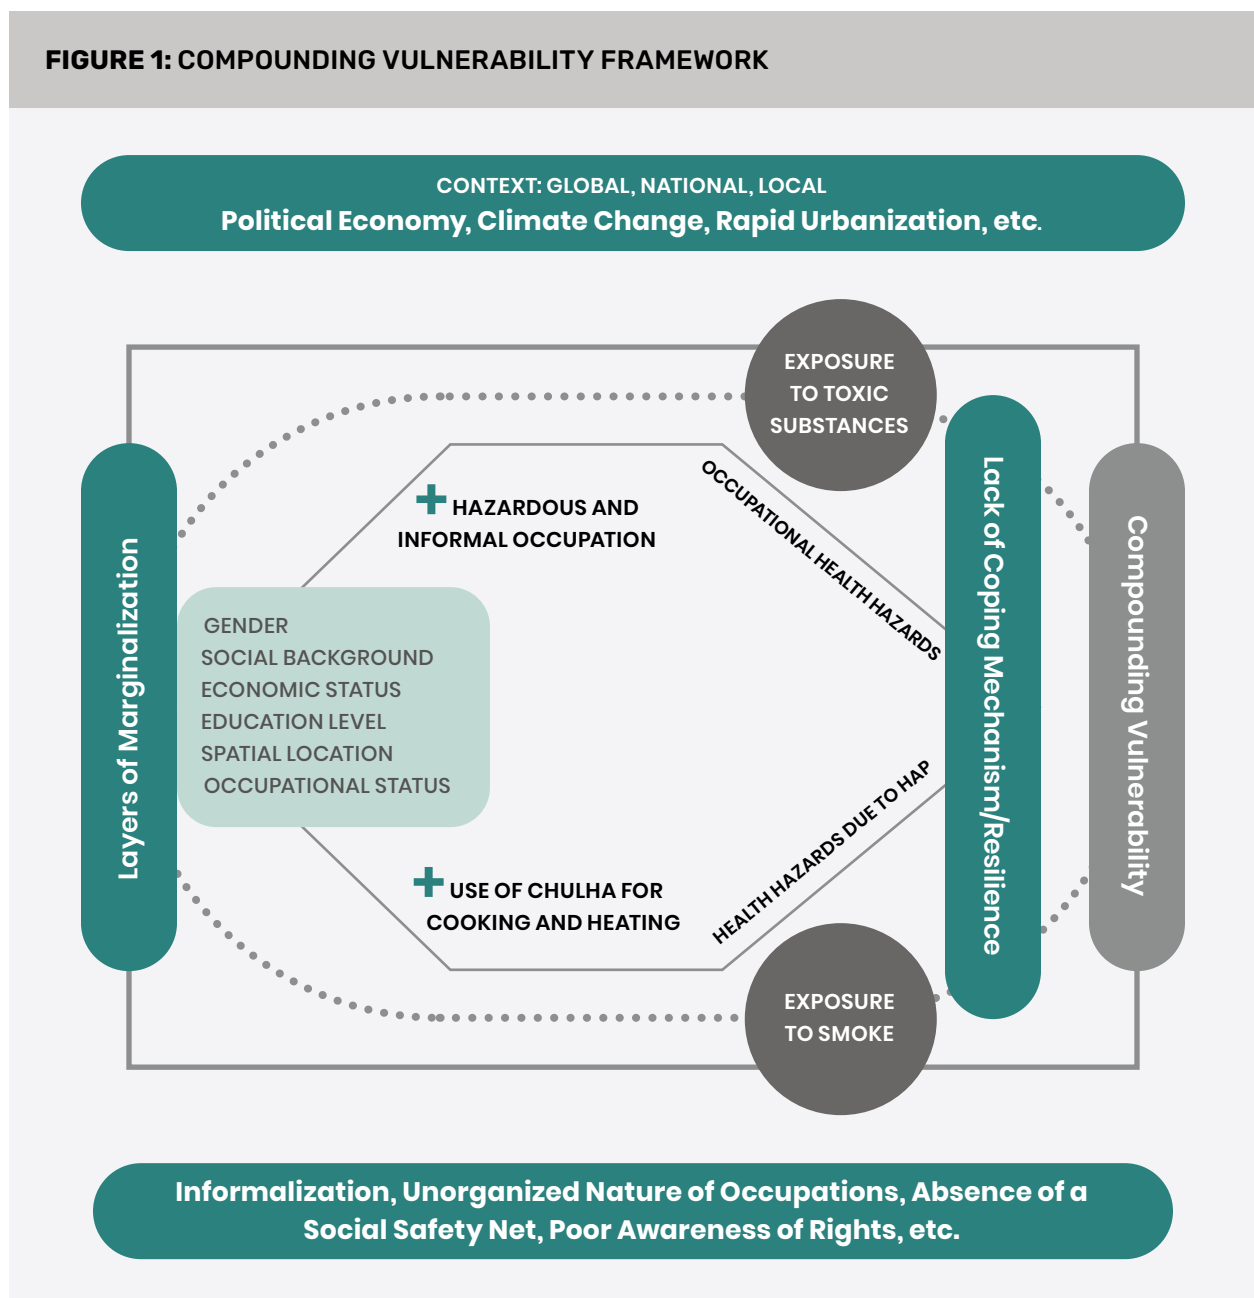 FIGURE 1: COMPOUNDING VULNERABILITY FRAMEWORK
CONTEXT: GLOBAL, NATIONAL, LOCAL
Political Economy, Climate Change, Rapid Urbanization, etc.
EXPOSURE
TO TOXIC
SUBSTANCES
Layers of Marginalization
GENDER
SOCIAL BACKGROUND
ECONOMIC STATUS
EDUCATION LEVEL
SPATIAL LOCATION
OCCUPATIONAL STATUS
+ HAZARDOUS AND
INFORMAL OCCUPATION
OCCUPATIONAL HEALTH HAZARDS
+ USE OF CHULHA FOR
COOKING AND HEATING
HEALTH HAZARDS DUE TO HAP
Lack of Coping Mechanism/Resilience
Compounding Vulnerability
EXPOSURE
TO SMOKE
Informalization, Unorganized Nature of Occupations, Absence of a
Social Safety Net, Poor Awareness of Rights, etc.